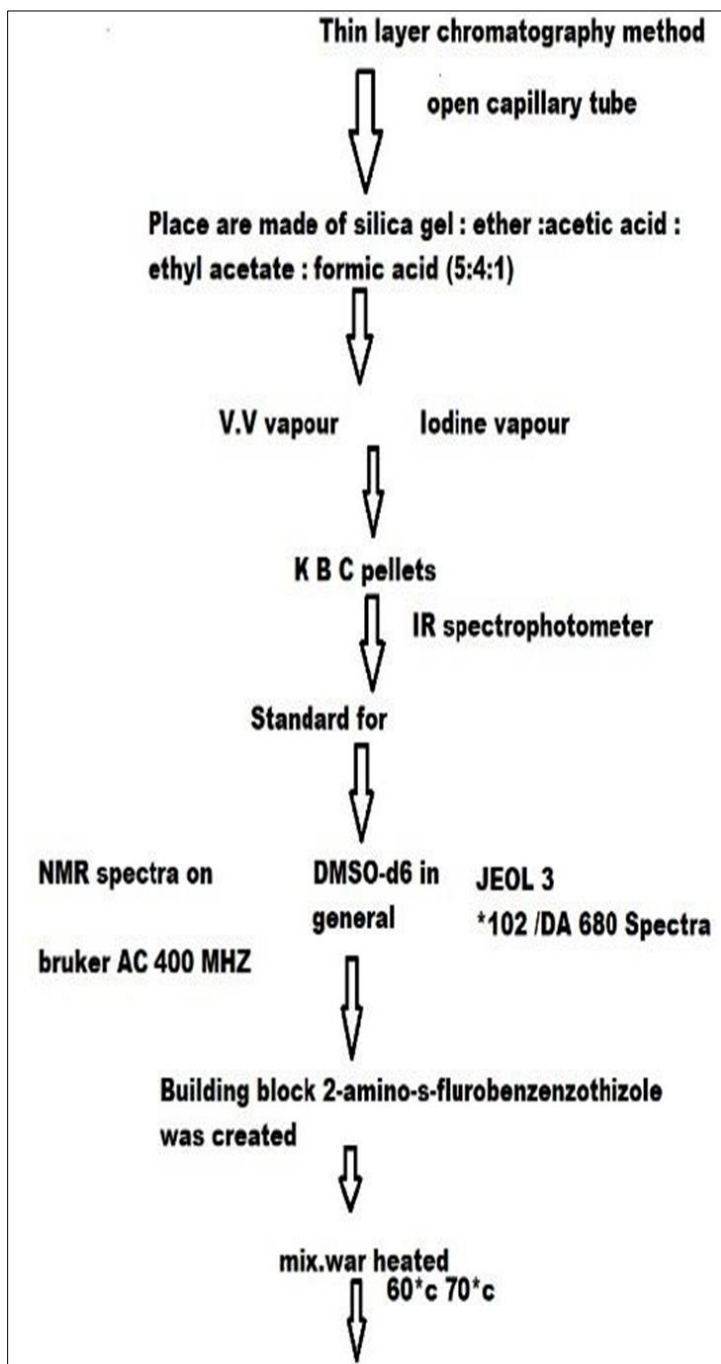 Thin layer chromatography method
open capillary tube
Place are made of silica gel : ether :acetic acid :
ethyl acetate : formic acid (5:4:1)
V.V vapour Iodine vapour
K B C pellets
IR spectrophotometer
Standard for
NMR spectra on DMSO-d6 in JEOL 3
general *102 /DA 680 Spectra
bruker AC 400 MHZ
Building block 2-amino-s-flurobenzenzothizole
was created
mix.war heated
60*c 70*c